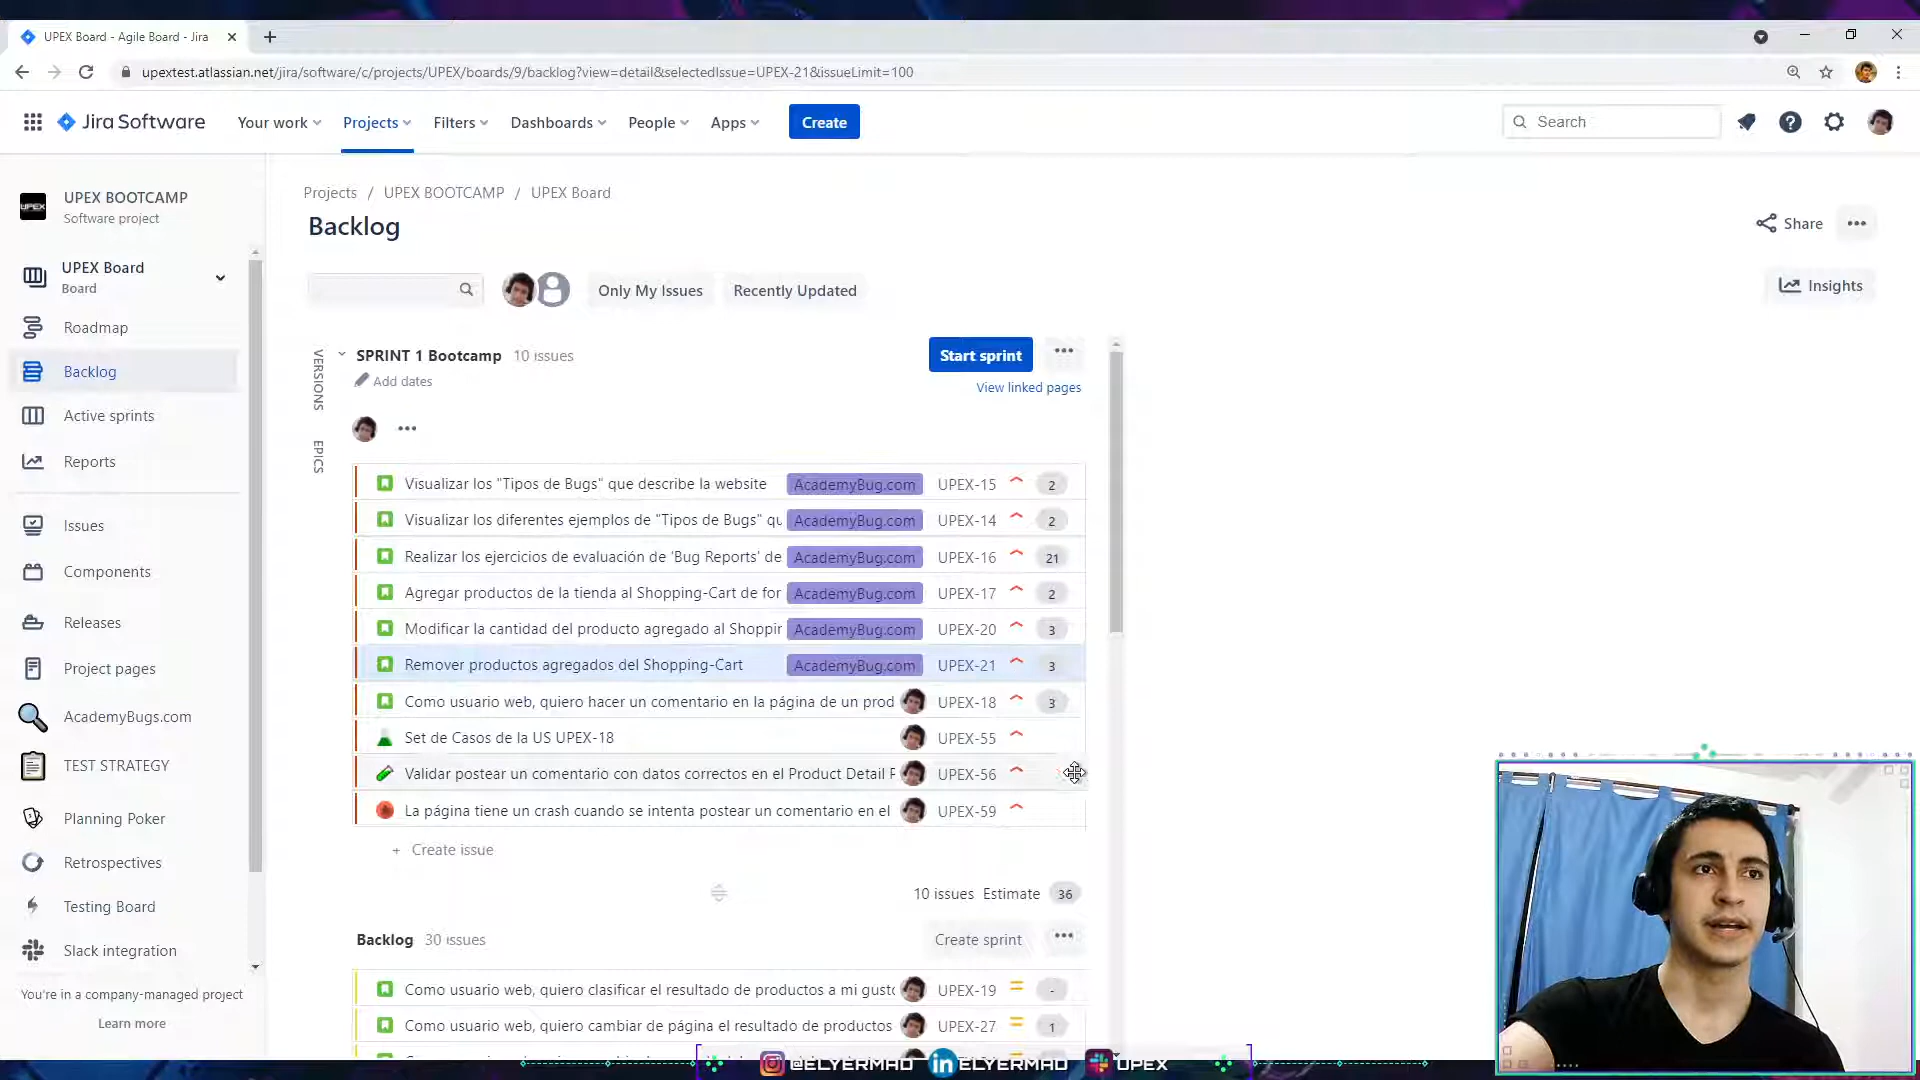 UPEX Board - Agile Board - Jira
upextest.atlassian.net/jira/software/c/projects/UPEX/boards/9/backlog?view=detail&selectedIssue=UPEX-21&issueLimit=100
Jira Software
Your work
Projects
Filters
Dashboards
People
Apps
Create
Search
UPEX
UPEX BOOTCAMP
Software project
UPEX Board
Board
Roadmap
Backlog
Active sprints
Reports
Issues
Components
Releases
Project pages
AcademyBugs.com
TEST STRATEGY
Planning Poker
Retrospectives
Testing Board
Slack integration
You're in a company-managed project
Learn more
Projects / UPEX BOOTCAMP / UPEX Board
Backlog
Share
Only My Issues
Recently Updated
Insights
VERSIONS
EPICS
SPRINT 1 Bootcamp 10 issues
Start sprint
Add dates
View linked pages
Visualizar los "Tipos de Bugs" que describe la website AcademyBug.com UPEX-15 2
Visualizar los diferentes ejemplos de "Tipos de Bugs" qu AcademyBug.com UPEX-14 2
Realizar los ejercicios de evaluación de 'Bug Reports' de AcademyBug.com UPEX-16 21
Agregar productos de la tienda al Shopping-Cart de for AcademyBug.com UPEX-17 2
Modificar la cantidad del producto agregado al Shoppin AcademyBug.com UPEX-20 3
Remover productos agregados del Shopping-Cart AcademyBug.com UPEX-21 3
Como usuario web, quiero hacer un comentario en la página de un prod UPEX-18 3
Set de Casos de la US UPEX-18 UPEX-55
Validar postear un comentario con datos correctos en el Product Detail P UPEX-56
La página tiene un crash cuando se intenta postear un comentario en el UPEX-59
+ Create issue
10 issues Estimate 36
Backlog 30 issues
Create sprint
Como usuario web, quiero clasificar el resultado de productos a mi gusto UPEX-19 -
Como usuario web, quiero cambiar de página el resultado de productos UPEX-27 1
@ELYERMAD
ELYERMAD
UPEX